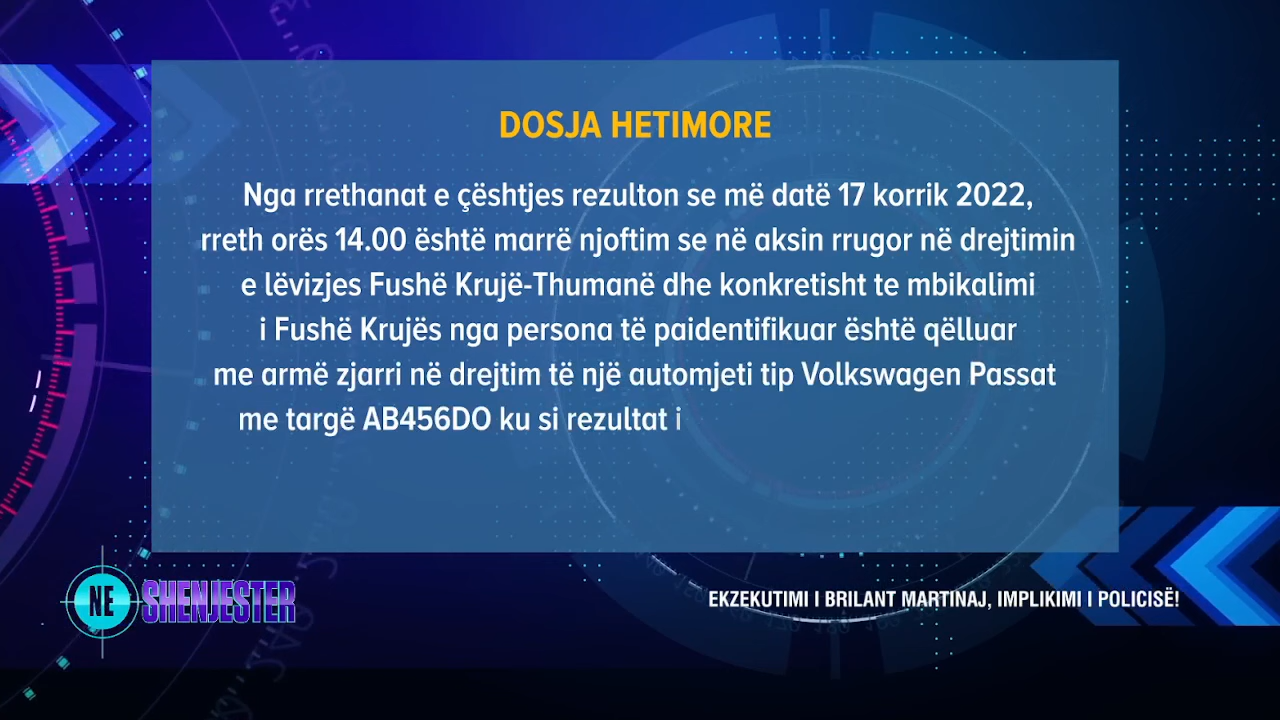 DOSJA HETIMORE
Nga rrethanat e çështjes rezulton se më datë 17 korrik 2022,
rreth orës 14.00 është marrë njoftim se në aksin rrugor në drejtimin
e lëvizjes Fushë Krujë-Thumanë dhe konkretisht te mbikalimi
i Fushë Krujës nga persona të paidentifikuar është qëlluar
me armë zjarri në drejtim të një automjeti tip Volkswagen Passat
me targë AB456DO ku si rezultat i
NE SHENJESTER
EKZEKUTIMI I BRILANT MARTINAJ, IMPLIKIMI I POLICISË!